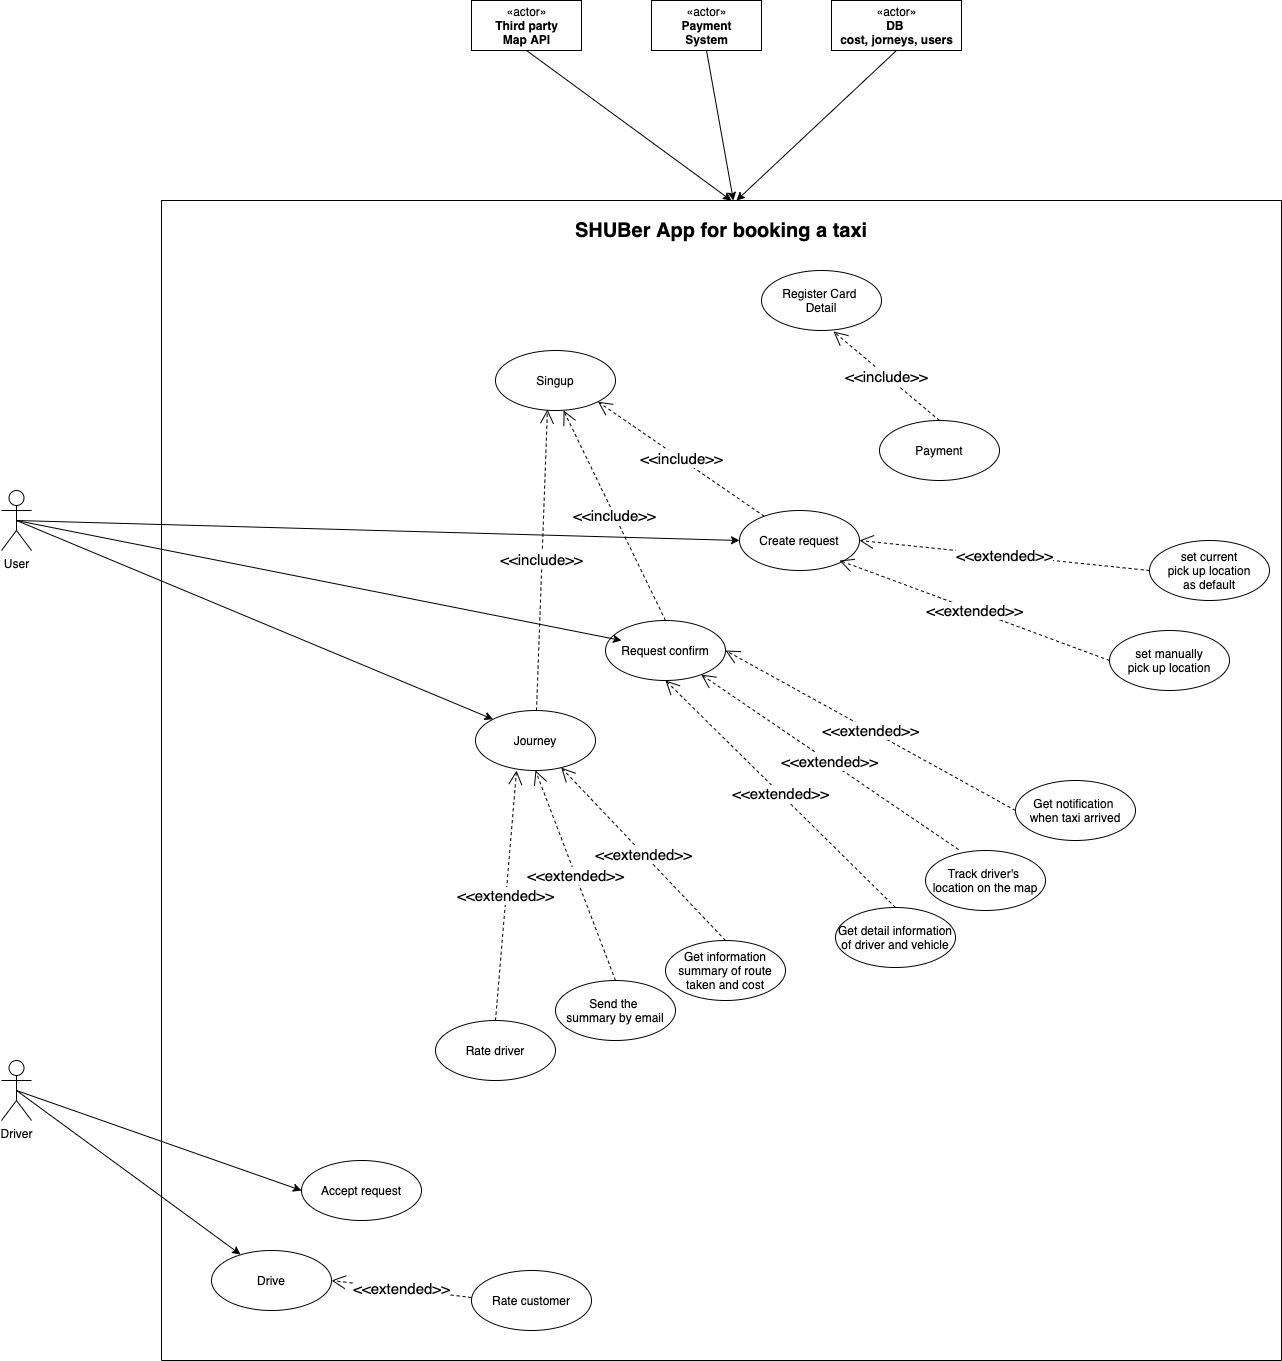 «actor»
Third party
Map API
«actor»
Payment
System
«actor»
DB
cost, jorneys, users
SHUBer App for booking a taxi
Register Card
Detail
Singup
<<include>>
Payment
<<include>>
User
<<include>>
Create request
<<include>>
<<extended>>
set current
pick up location
as default
<<extended>>
set manually
pick up location
Request confirm
Journey
<<extended>>
<<extended>>
<<extended>>
Get notification
when taxi arrived
<<extended>>
<<extended>>
<<extended>>
Track driver's
location on the map
Get detail information
of driver and vehicle
Get information
summary of route
taken and cost
Send the
summary by email
Rate driver
Driver
Accept request
Drive
<<extended>>
Rate customer